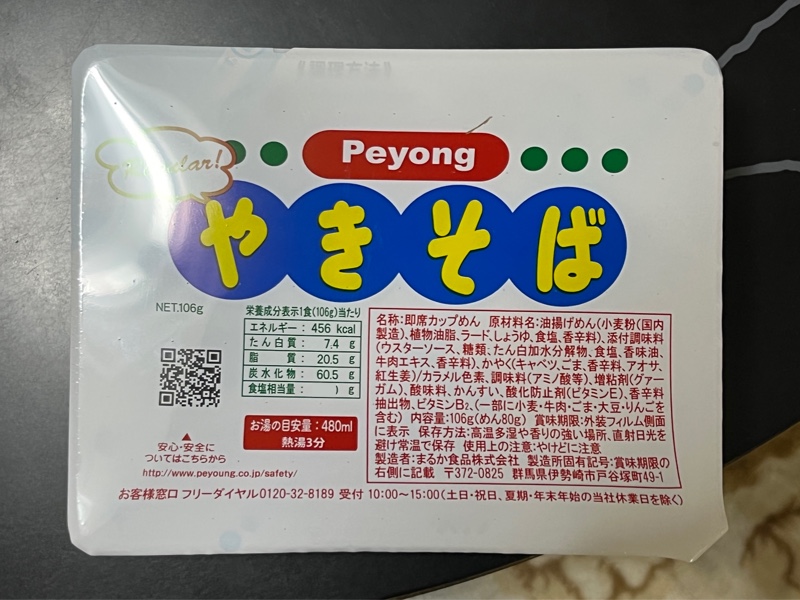 Popular!
Peyong
やきそば
NET.106g
栄養成分表示1食(106g)当たり
エネルギー: 456 kcal
たん白質: 7.4 g
脂質: 20.5 g
炭水化物: 60.5 g
食塩相当量: ) g
お湯の目安量:480ml
熱湯3分
安心・安全に
ついてはこちらから
http://www.peyoung.co.jp/safety/
名称:即席カップめん 原材料名:油揚げめん(小麦粉(国内
製造)、植物油脂、ラード、しょうゆ、食塩、香辛料)、添付調味料
(ウスターソース、糖類、たん白加水分解物、食塩、香味油、
牛肉エキス、香辛料)、かやく(キャベツ、ごま、香辛料、アオサ、
紅生姜)/カラメル色素、調味料(アミノ酸等)、増粘剤(グァー
ガム)、酸味料、かんすい、酸化防止剤(ビタミンE)、香辛料
抽出物、ビタミンB₂、(一部に小麦・牛肉・ごま・大豆・りんごを
含む) 内容量:106g(めん80g) 賞味期限:外装フィルム側面
に表示 保存方法:高温多湿や香りの強い場所、直射日光を
避け常温で保存 使用上の注意:やけどに注意
製造者:まるか食品株式会社 製造所固有記号:賞味期限の
右側に記載 〒372-0825 群馬県伊勢崎市戸谷塚町49-1
お客様窓口 フリーダイヤル0120-32-8189 受付 10:00～15:00(土日・祝日、夏期・年末年始の当社休業日を除く)